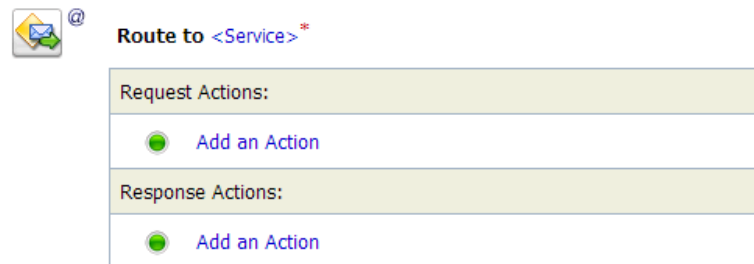 @
Route to <Service>*
Request Actions:
Add an Action
Response Actions:
Add an Action